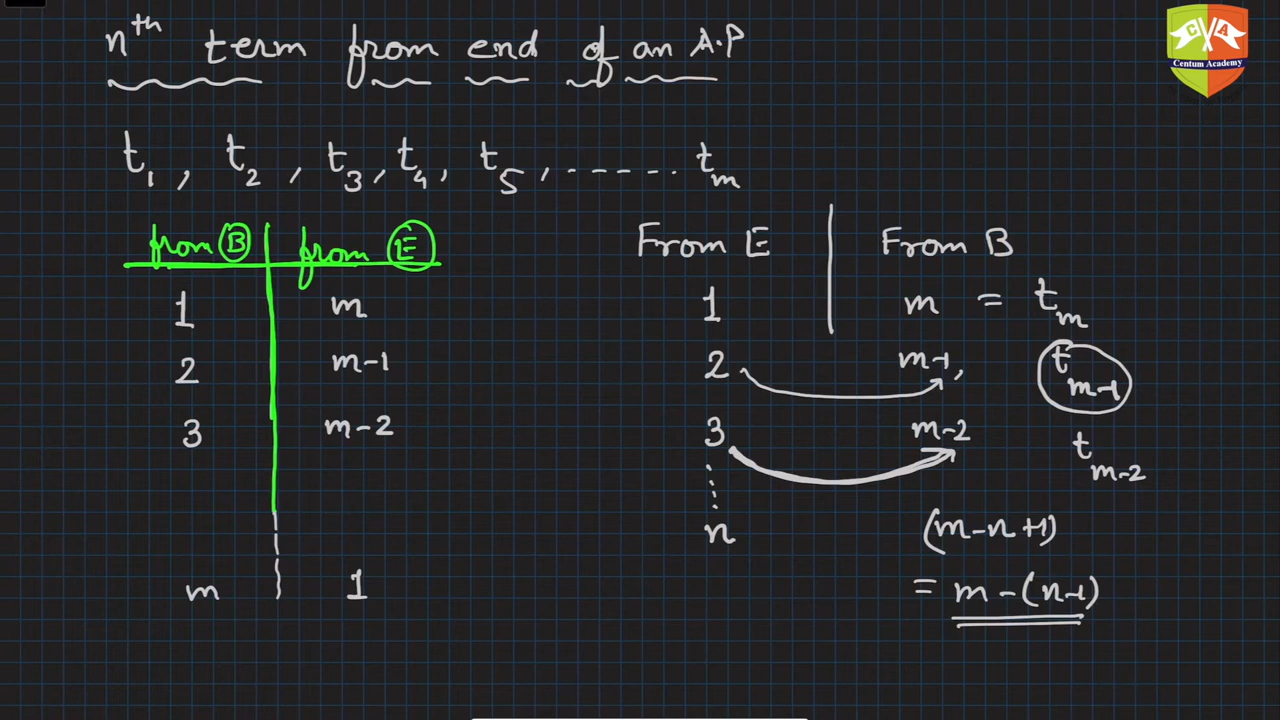 nth term from end of an A.P
C A
Centum Academy
t1, t2, t3, t4, t5, ...... tm
from B | from E
1 m
2 m-1
3 m-2
m 1
From E | From B
1 m = tm
2 m-1, tm-1
3 m-2 tm-2
n (m-n+1)
= m-(n-1)